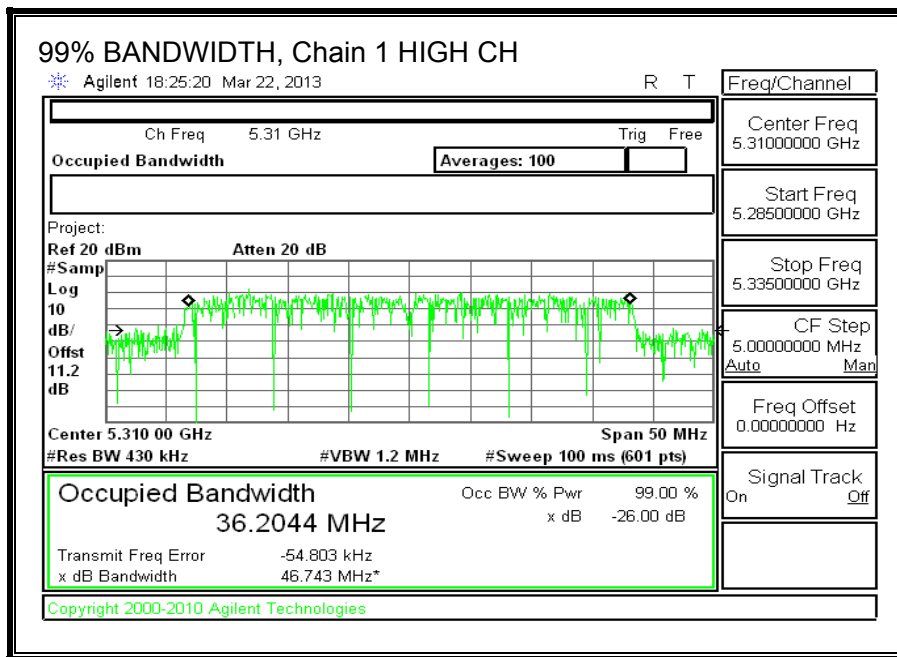 99% BANDWIDTH, Chain 1 HIGH CH
Agilent 18:25:20 Mar 22, 2013 R T
Freq/Channel
Ch Freq 5.31 GHz Trig Free
Occupied Bandwidth Averages: 100
Center Freq
5.31000000 GHz
Start Freq
5.28500000 GHz
Stop Freq
5.33500000 GHz
CF Step
5.00000000 MHz
Auto Man
Freq Offset
0.00000000 Hz
Signal Track
On Off
Project:
Ref 20 dBm Atten 20 dB
#Samp
Log
10
dB/
Offst
11.2
dB
Center 5.310 00 GHz Span 50 MHz
#Res BW 430 kHz #VBW 1.2 MHz #Sweep 100 ms (601 pts)
Occupied Bandwidth Occ BW % Pwr 99.00 %
36.2044 MHz x dB -26.00 dB
Transmit Freq Error -54.803 kHz
x dB Bandwidth 46.743 MHz*
Copyright 2000-2010 Agilent Technologies